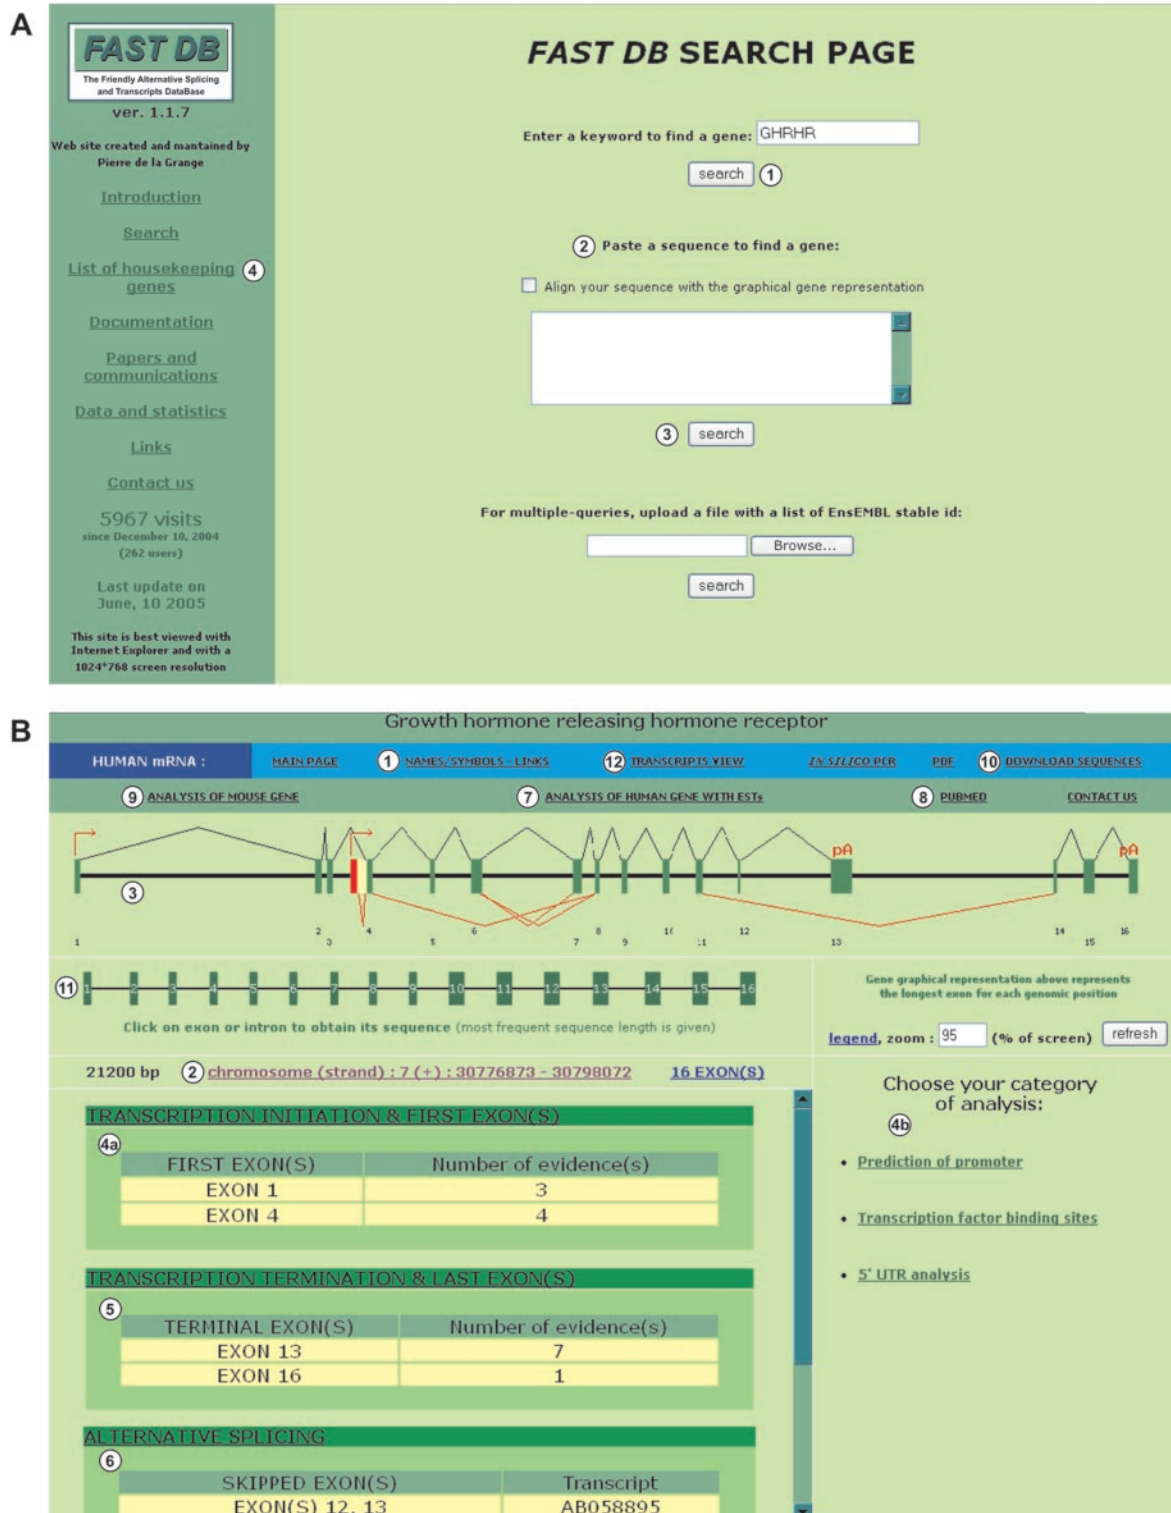 A
FAST DB
The Friendly Alternative Splicing
and Transcripts DataBase
ver. 1.1.7
Web site created and mantained by
Pierre de la Grange
Introduction
Search
List of housekeeping
genes
4
Documentation
Papers and
communications
Data and statistics
Links
Contact us
5967 visits
since December 10, 2004
(262 users)
Last update on
June, 10 2005
This site is best viewed with
Internet Explorer and with a
1024*768 screen resolution
FAST DB SEARCH PAGE
Enter a keyword to find a gene: GHRHR
search 1
2 Paste a sequence to find a gene:
Align your sequence with the graphical gene representation
3 search
For multiple-queries, upload a file with a list of EnsEMBL stable id:
Browse...
search
B
Growth hormone releasing hormone receptor
HUMAN mRNA : MAIN PAGE 1 NAMES/SYMBOLS - LINKS 12 TRANSCRIPTS VIEW IN SILICO PCR PDF 10 DOWNLOAD SEQUENCES
9 ANALYSIS OF MOUSE GENE 7 ANALYSIS OF HUMAN GENE WITH ESTs 8 PUBMED CONTACT US
pA pA
3
1 2 3 4 5 6 7 8 9 10 11 12 13 14 15 16
11 1 2 3 4 5 6 7 8 9 10 11 12 13 14 15 16
Click on exon or intron to obtain its sequence (most frequent sequence length is given)
Gene graphical representation above represents
the longest exon for each genomic position
legend, zoom : 95 (% of screen) refresh
21200 bp 2 chromosome (strand) : 7 (+) : 30776873 - 30798072 16 EXON(S)
TRANSCRIPTION INITIATION & FIRST EXON(S)
4a
FIRST EXON(S) Number of evidence(s)
EXON 1 3
EXON 4 4
TRANSCRIPTION TERMINATION & LAST EXON(S)
5
TERMINAL EXON(S) Number of evidence(s)
EXON 13 7
EXON 16 1
ALTERNATIVE SPLICING
6
SKIPPED EXON(S) Transcript
EXON(S) 12, 13 AB058895
Choose your category
of analysis:
4b
• Prediction of promoter
• Transcription factor binding sites
• 5' UTR analysis